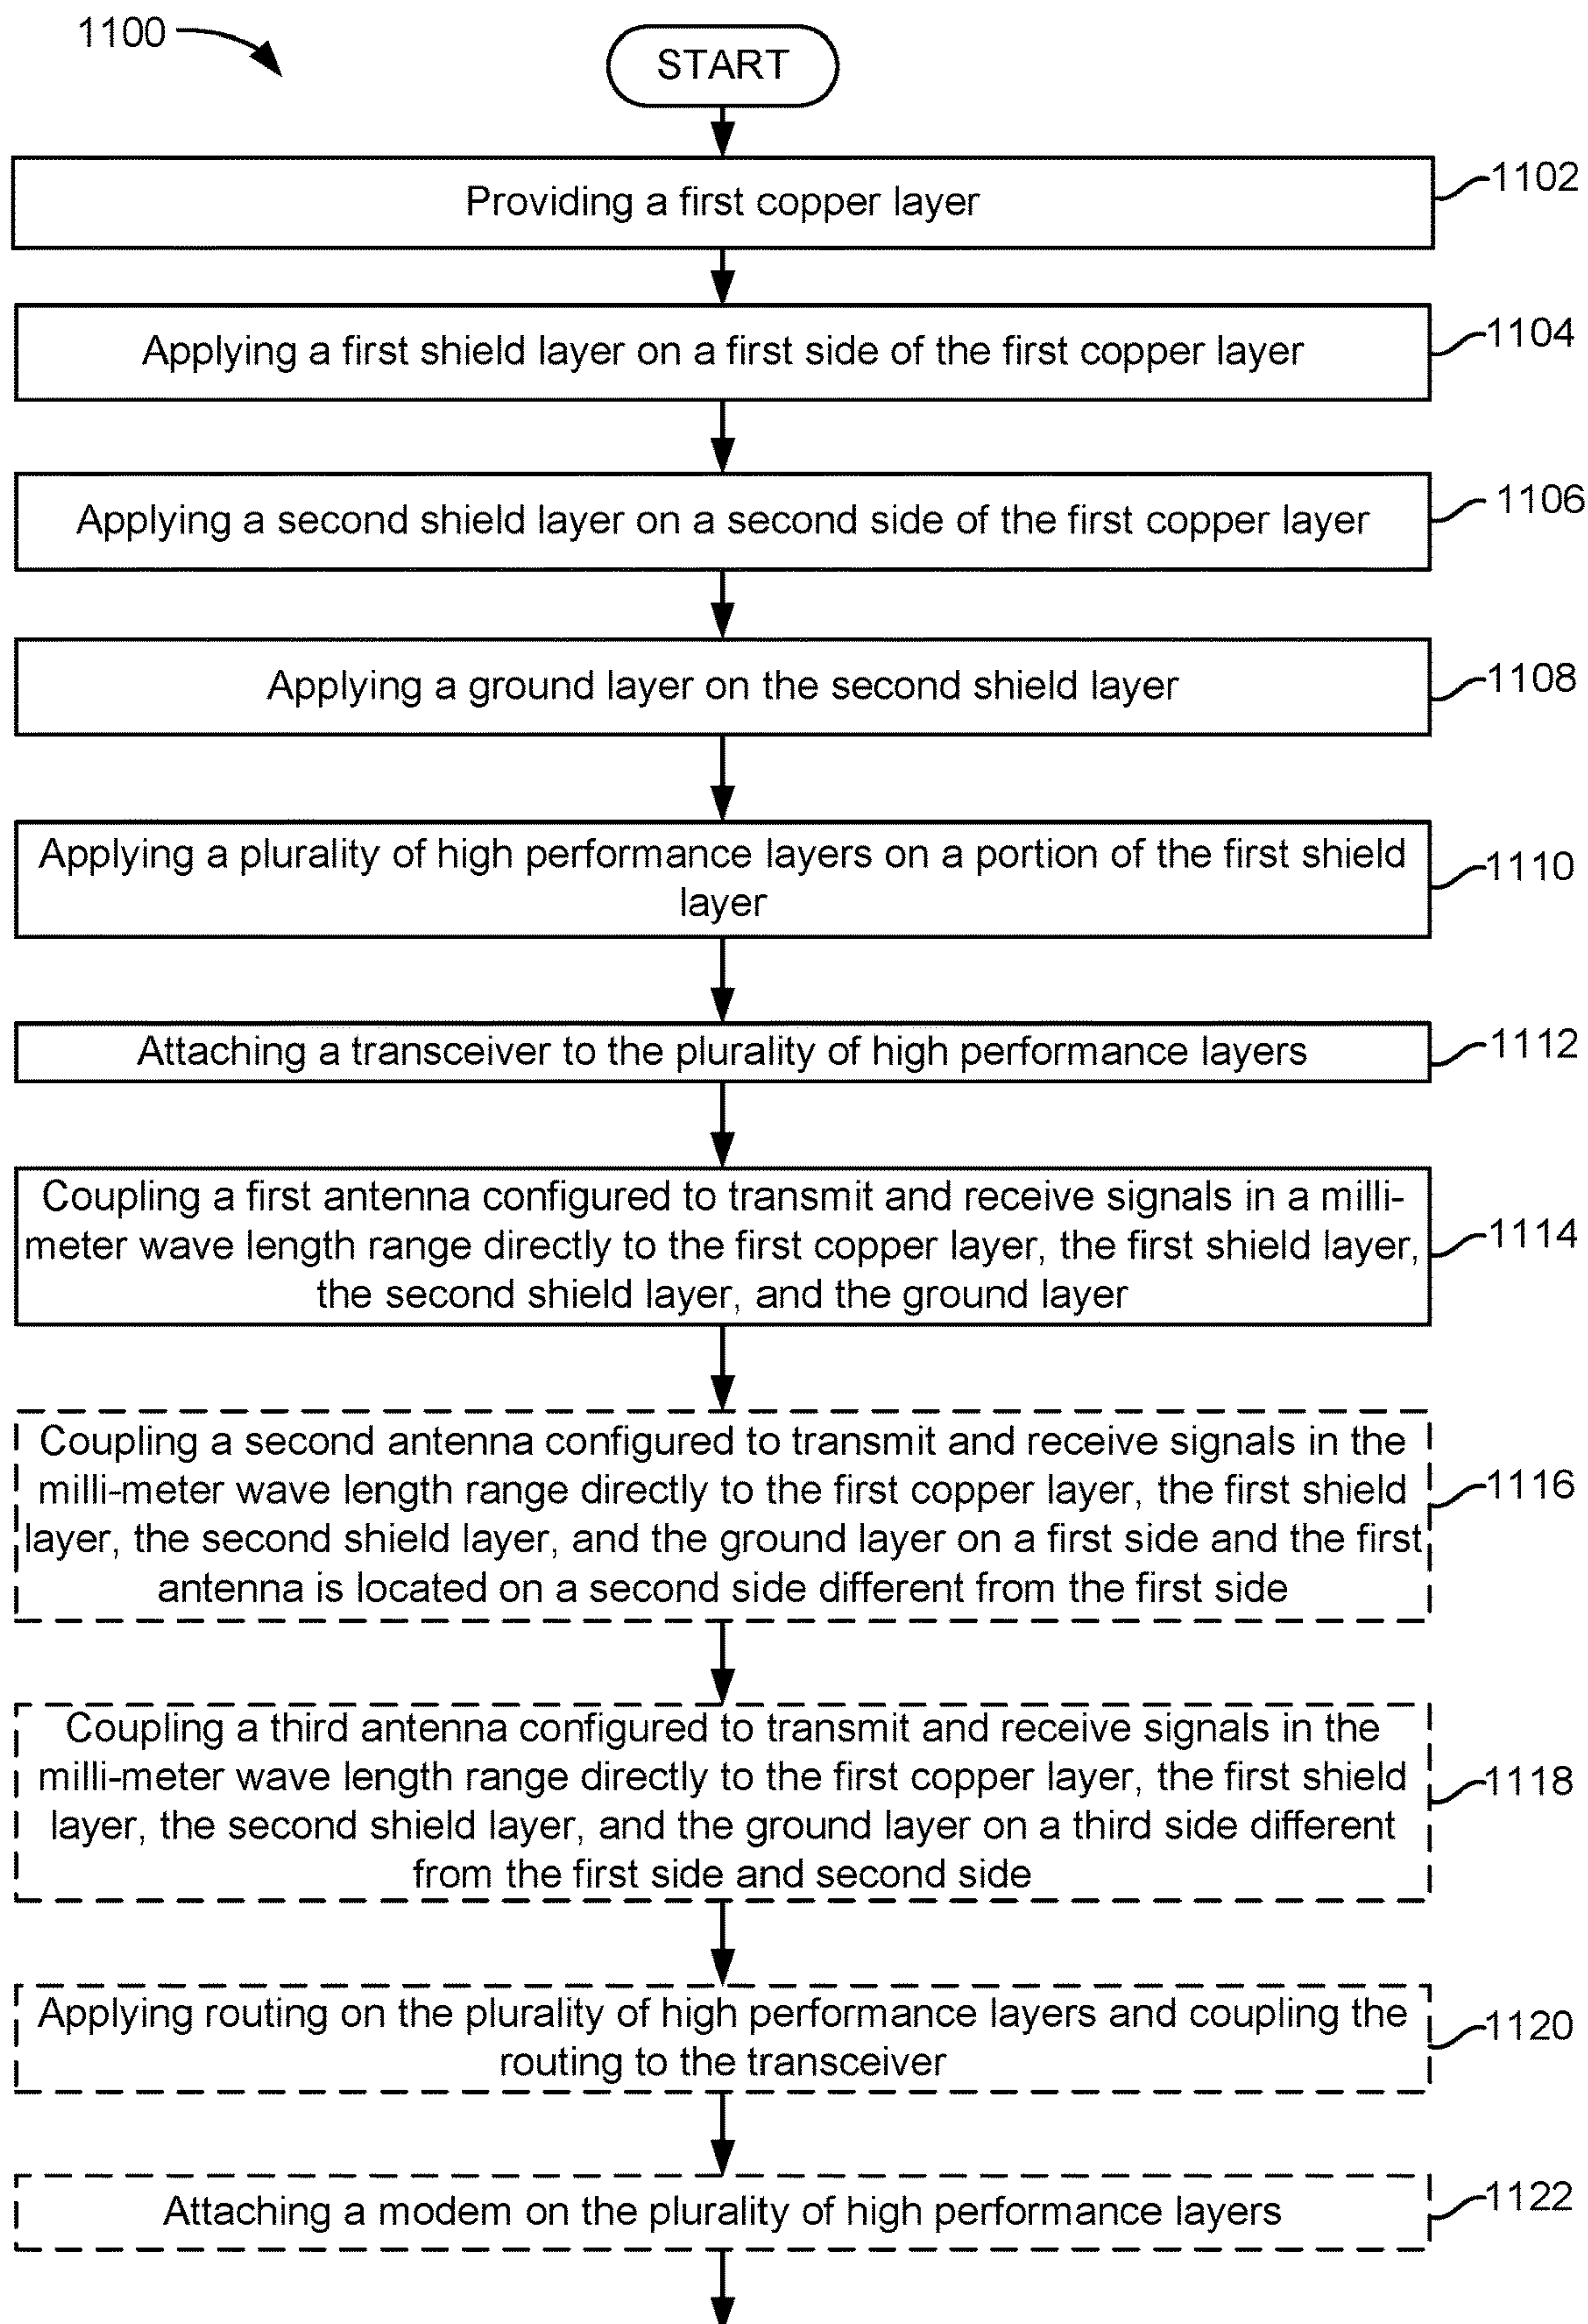 1100
START
Providing a first copper layer
1102
Applying a first shield layer on a first side of the first copper layer
1104
Applying a second shield layer on a second side of the first copper layer
1106
Applying a ground layer on the second shield layer
1108
Applying a plurality of high performance layers on a portion of the first shield
layer
1110
Attaching a transceiver to the plurality of high performance layers
1112
Coupling a first antenna configured to transmit and receive signals in a milli-
meter wave length range directly to the first copper layer, the first shield layer,
the second shield layer, and the ground layer
1114
Coupling a second antenna configured to transmit and receive signals in the
milli-meter wave length range directly to the first copper layer, the first shield
layer, the second shield layer, and the ground layer on a first side and the first
antenna is located on a second side different from the first side
1116
Coupling a third antenna configured to transmit and receive signals in the
milli-meter wave length range directly to the first copper layer, the first shield
layer, the second shield layer, and the ground layer on a third side different
from the first side and second side
1118
Applying routing on the plurality of high performance layers and coupling the
routing to the transceiver
1120
Attaching a modem on the plurality of high performance layers
1122